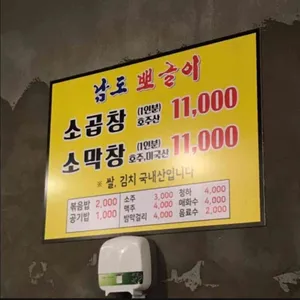 남도 뽀글이
소곱창 (1인분) 호주산 11,000
소막창 (1인분) 호주,미국산 11,000
※ 쌀, 김치 국내산입니다
볶음밥 2,000
공기밥 1,000
소주 3,000
맥주 4,000
쌀막걸리 4,000
청하 4,000
매화수 4,000
음료수 2,000